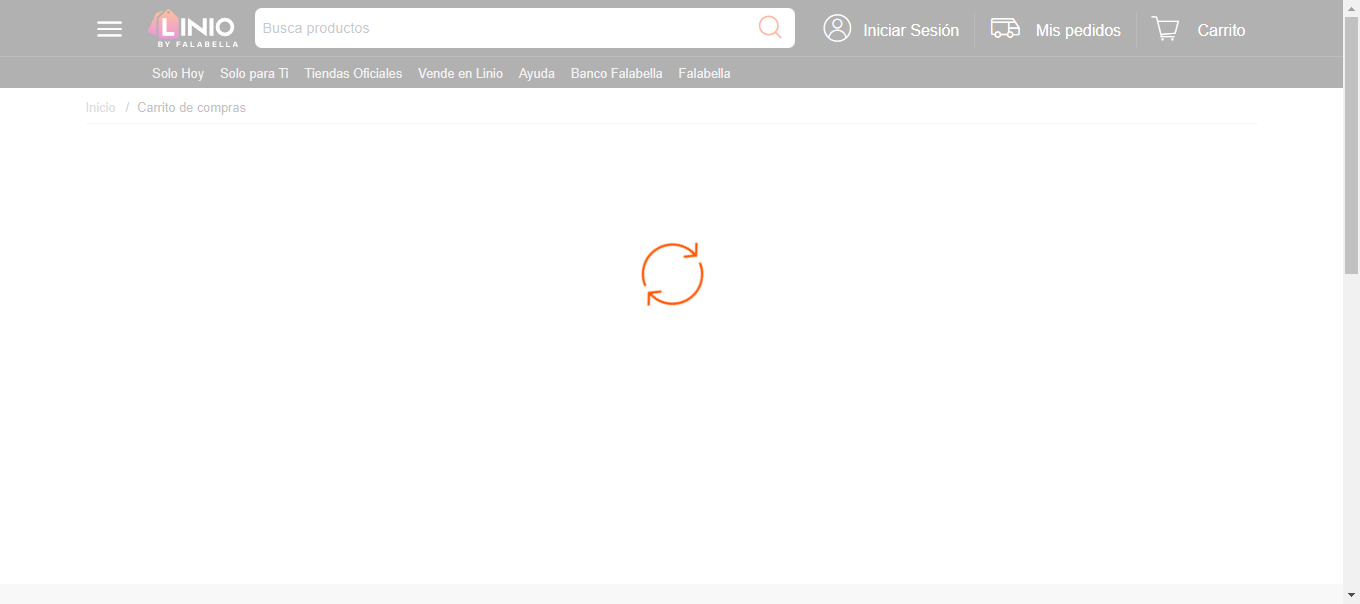 LINIO
BY FALABELLA
Busca productos
Iniciar Sesión
Mis pedidos
Carrito
Solo Hoy
Solo para Ti
Tiendas Oficiales
Vende en Linio
Ayuda
Banco Falabella
Falabella
Inicio / Carrito de compras